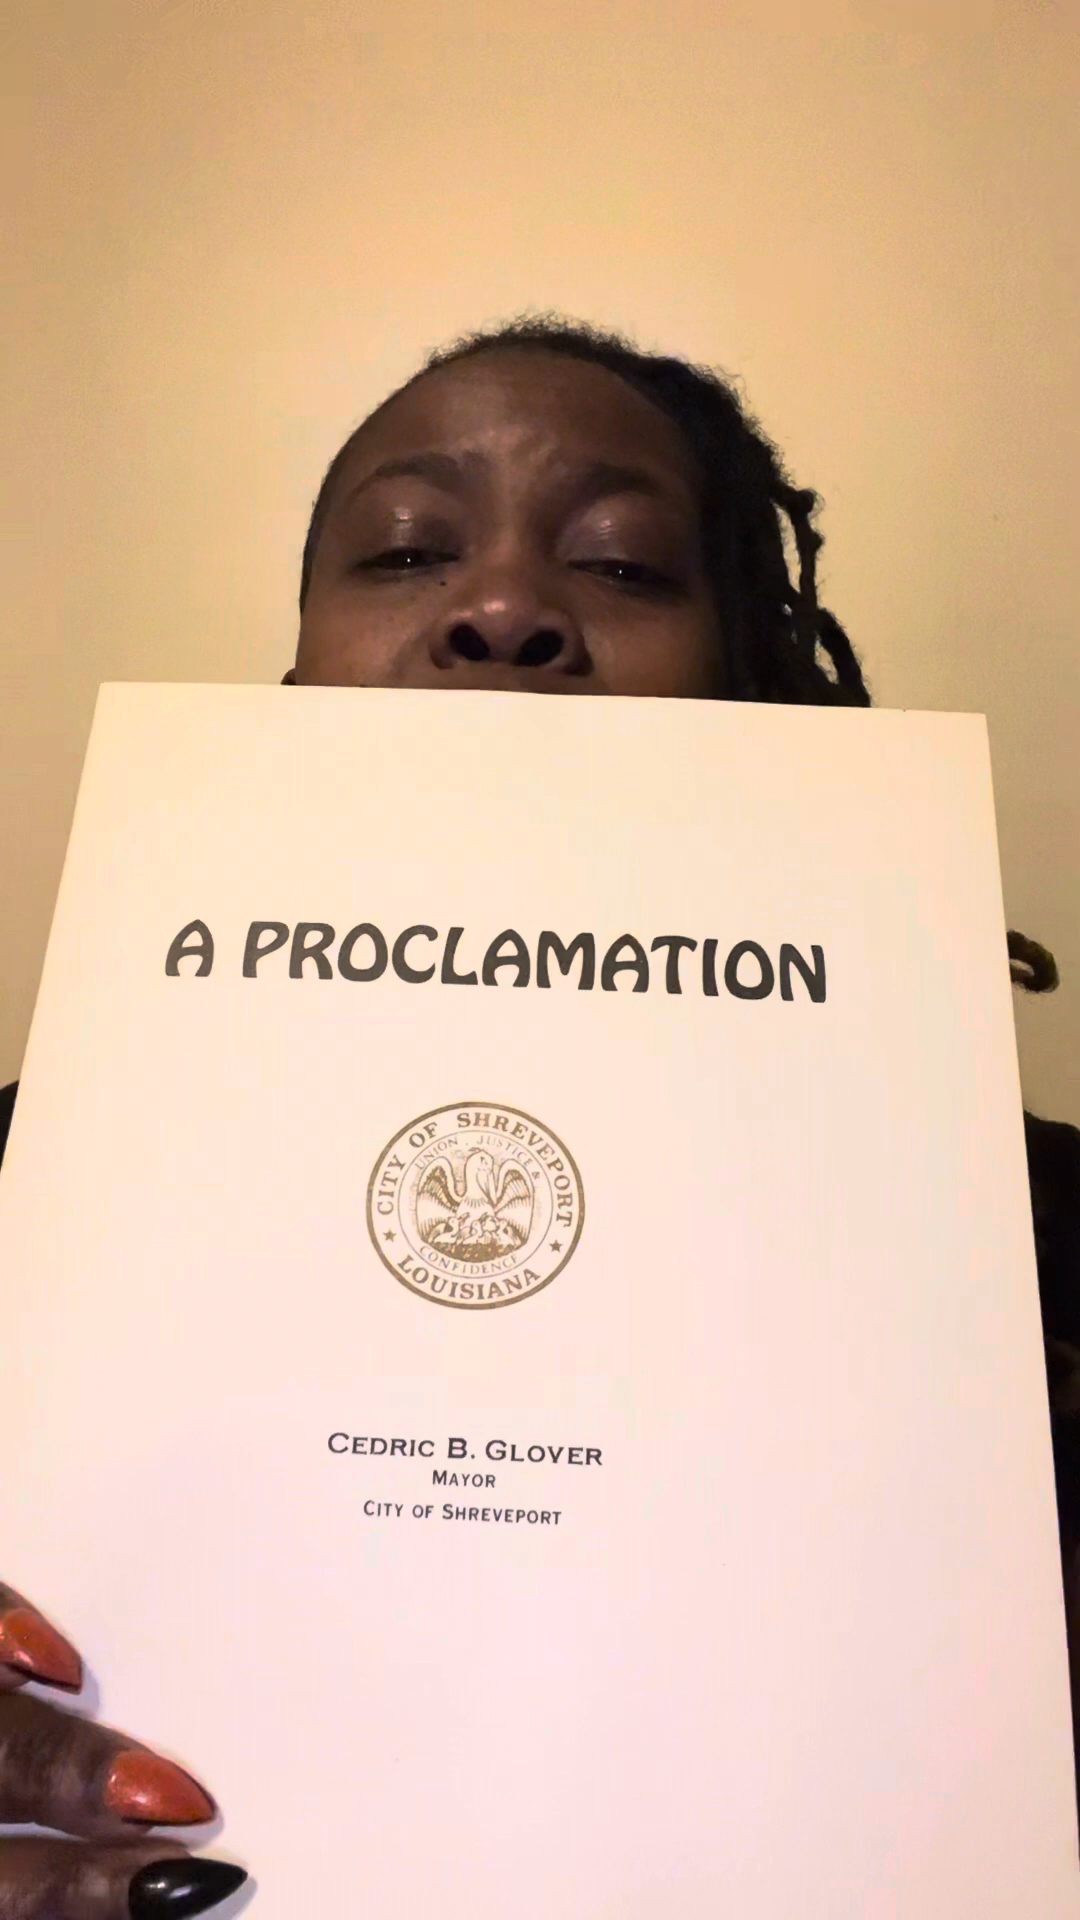 A PROCLAMATION
CITY OF SHREVEPORT
UNION · JUSTICE &
CONFIDENCE
LOUISIANA
CEDRIC B. GLOVER
MAYOR
CITY OF SHREVEPORT